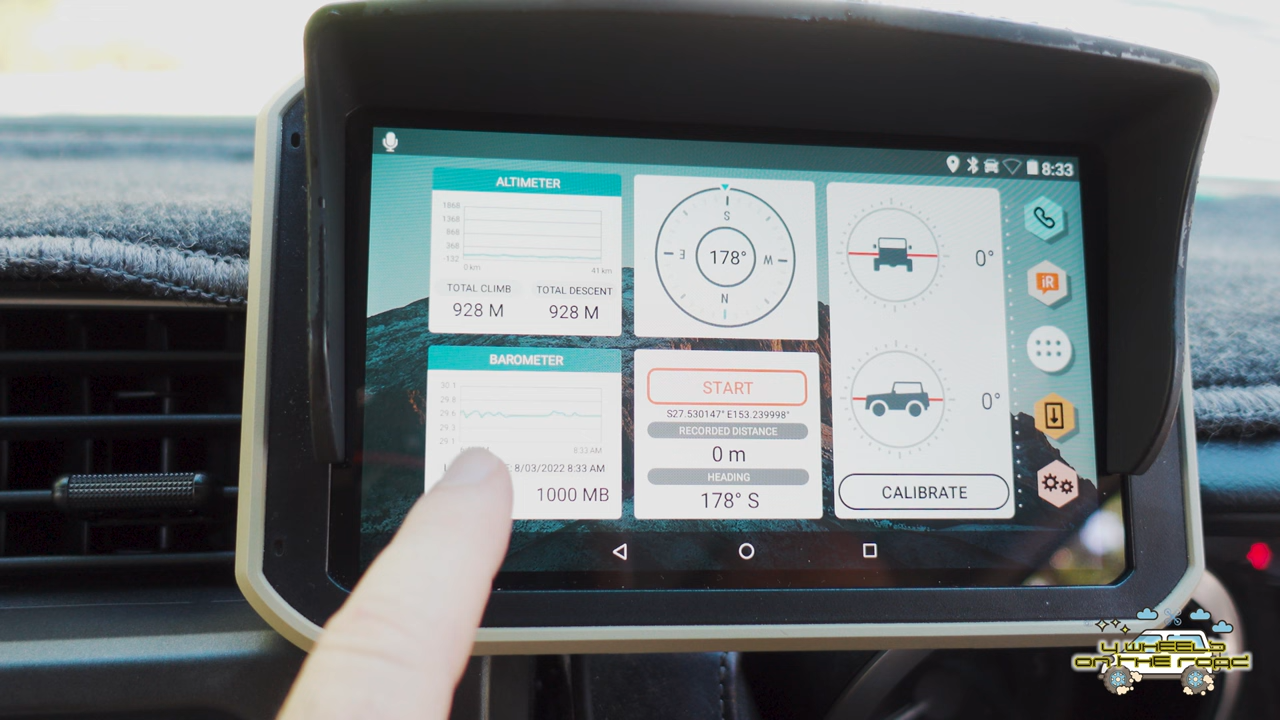 8:33
ALTIMETER
1868
1368
868
368
-132
0 km
41 km
TOTAL CLIMB
TOTAL DESCENT
928 M
928 M
S
E
178°
W
N
0°
iR
BAROMETER
30.1
29.8
29.6
29.3
29.1
8:33 AM
8/03/2022 8:33 AM
1000 MB
START
S27.530147° E153.239998°
RECORDED DISTANCE
0 m
HEADING
178° S
0°
CALIBRATE
4 WHEELS
ON THE ROAD